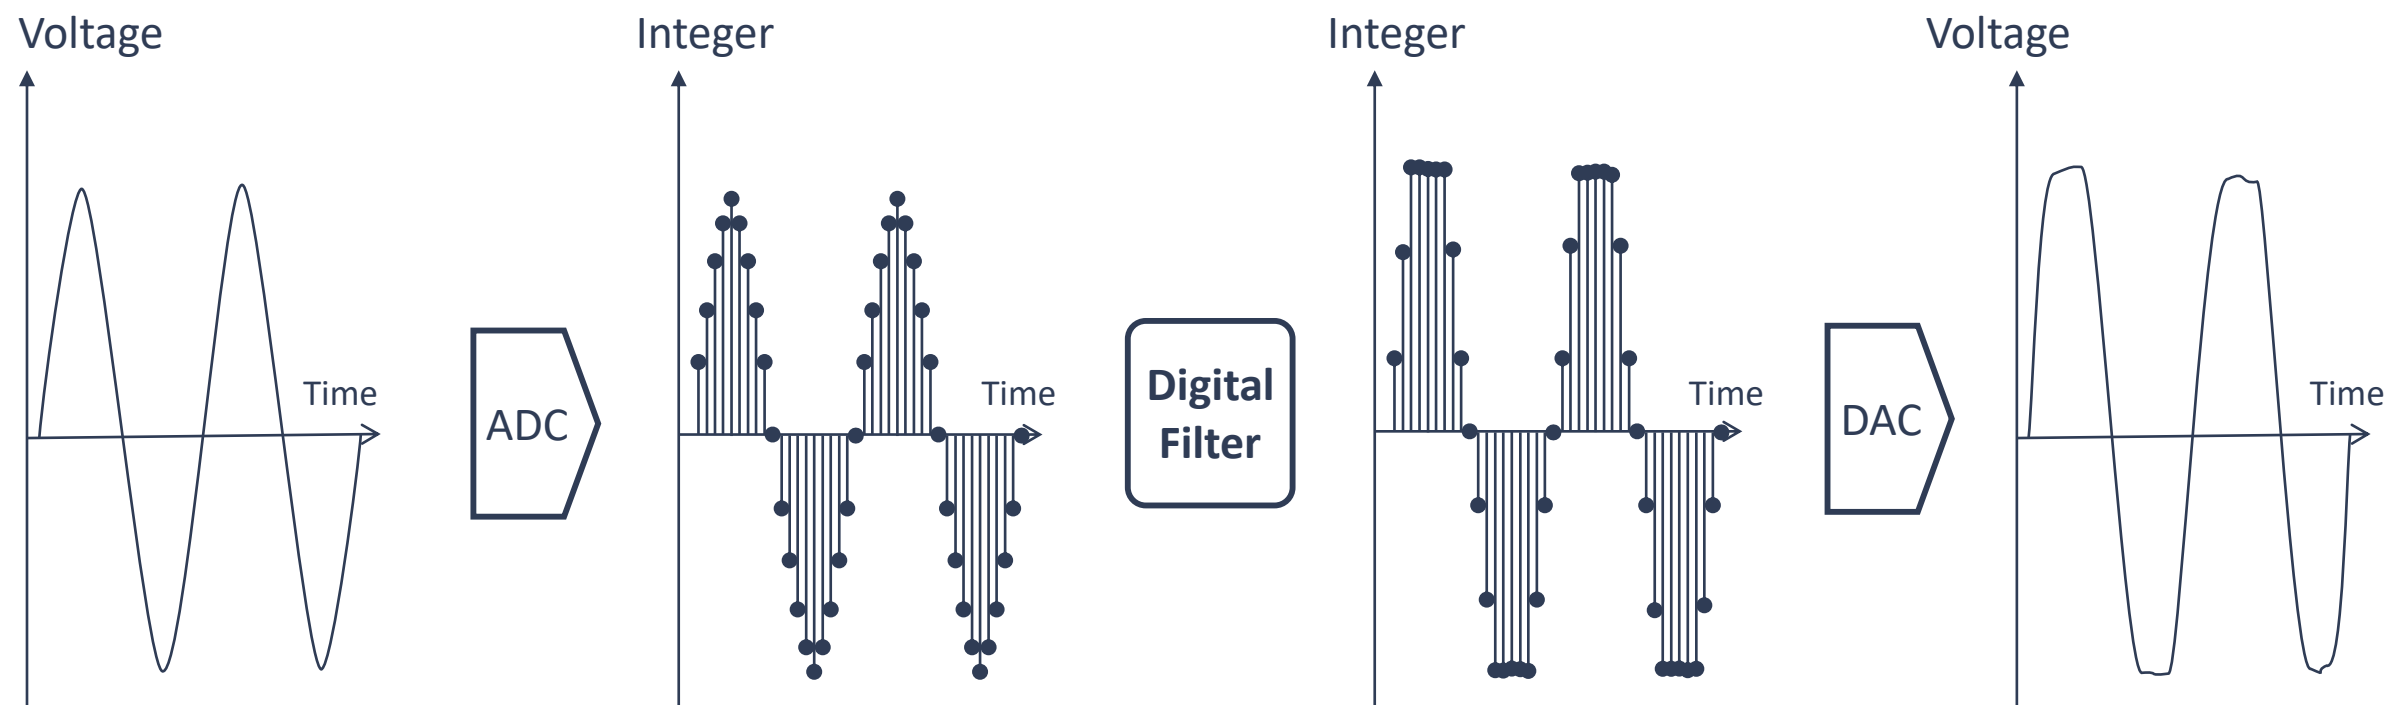 Voltage
Integer
Integer
Voltage
Time
Time
Time
Time
ADC
Digital
Filter
DAC